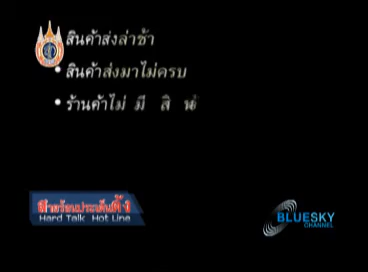 สินค้าส่งล่าช้า
• สินค้าส่งมาไม่ครบ
• ร้านค้าไม่ มี สิ
Hard Talk Hot Line
BLUESKY
CHANNEL